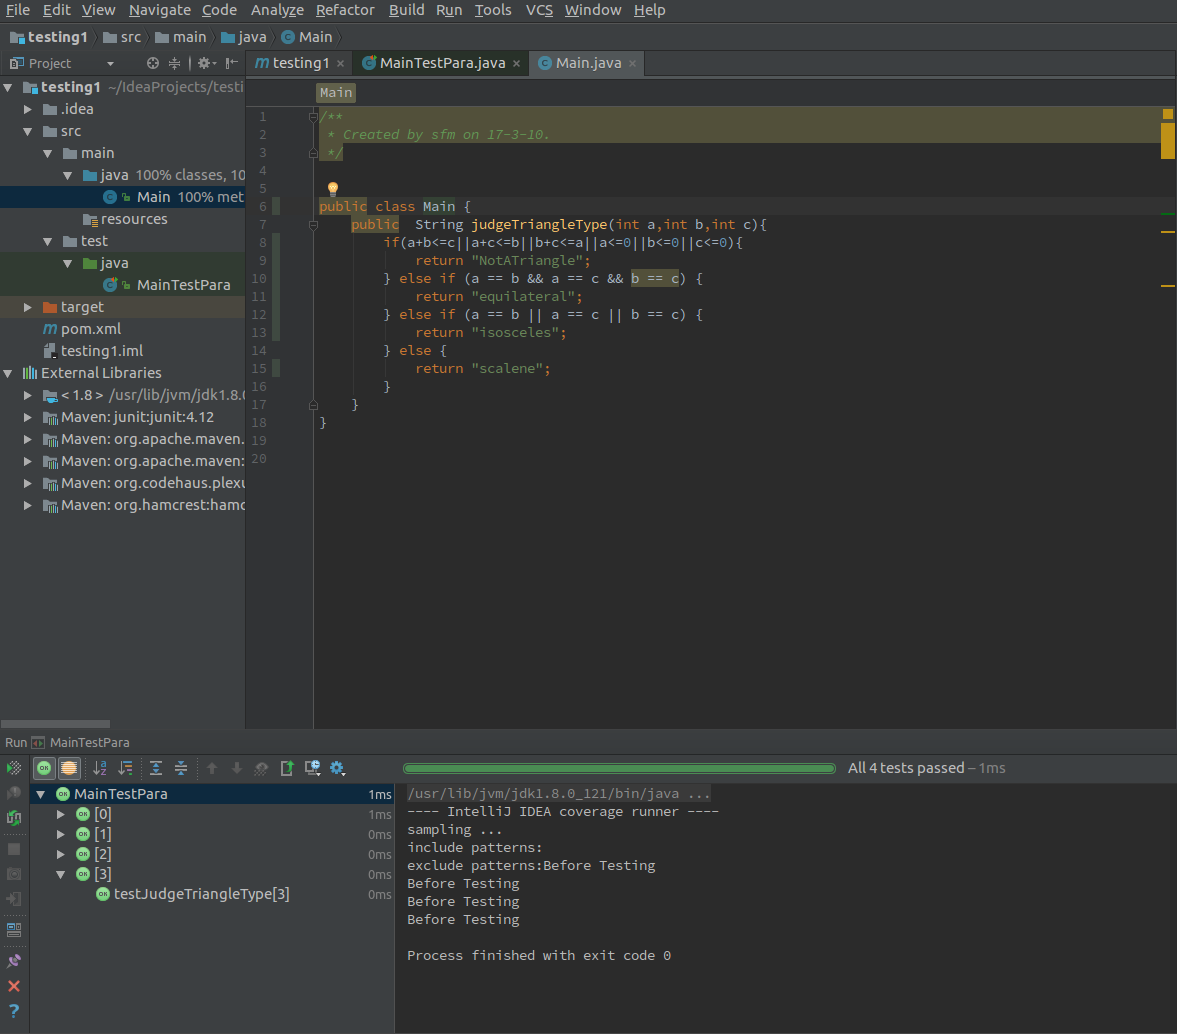 File Edit View Navigate Code Analyze Refactor Build Run Tools VCS Window Help
testing1 src main java Main
Project
testing1 MainTestPara.java Main.java
testing1 ~/IdeaProjects/testi
.idea
src
main
java 100% classes, 10
Main 100% met
resources
test
java
MainTestPara
target
pom.xml
testing1.iml
External Libraries
< 1.8 > /usr/lib/jvm/jdk1.8.0
Maven: junit:junit:4.12
Maven: org.apache.maven.
Maven: org.apache.maven:
Maven: org.codehaus.plexu
Maven: org.hamcrest:hamc
Main
1 /**
2 * Created by sfm on 17-3-10.
3 */
4
5
6 public class Main {
7 public  String judgeTriangleType(int a,int b,int c){
8 if(a+b<=c||a+c<=b||b+c<=a||a<=0||b<=0||c<=0){
9 return "NotATriangle";
10 } else if (a == b && a == c && b == c) {
11 return "equilateral";
12 } else if (a == b || a == c || b == c) {
13 return "isosceles";
14 } else {
15 return "scalene";
16 }
17 }
18 }
19
20
Run MainTestPara
All 4 tests passed – 1ms
MainTestPara 1ms
[0] 1ms
[1] 0ms
[2] 0ms
[3] 0ms
testJudgeTriangleType[3] 0ms
/usr/lib/jvm/jdk1.8.0_121/bin/java ...
---- IntelliJ IDEA coverage runner ----
sampling ...
include patterns:
exclude patterns:Before Testing
Before Testing
Before Testing
Before Testing
Process finished with exit code 0